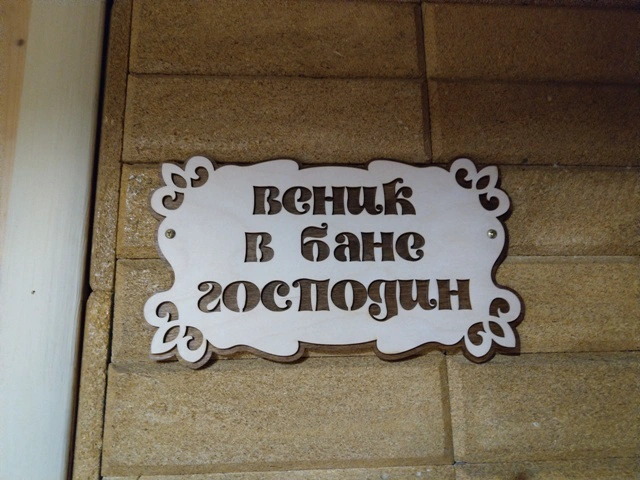 веник
в бане
господин